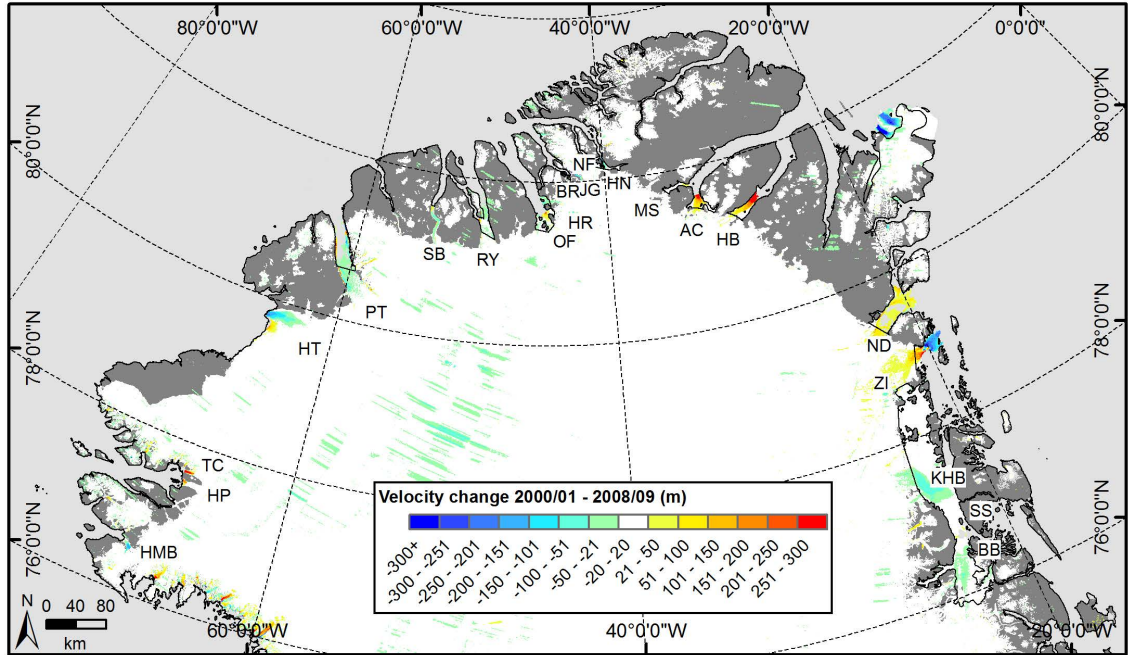 80°0'0"W
60°0'0"W
40°0'0"W
20°0'0"W
0°0'0"
80°0'0"N
80°0'0"N
NF
HN
BR
JG
MS
HR
AC
HB
OF
SB
RY
PT
HT
ND
78°0'0"N
78°0'0"N
ZI
TC
HP
KHB
SS
BB
HMB
76°0'0"N
76°0'0"N
Velocity change 2000/01 - 2008/09 (m)
-300+
-300 - -251
-250 - -201
-200 - -151
-150 - -101
-100 - -51
-50 - -21
-20 - 20
21 - 50
51 - 100
101 - 150
151 - 200
201 - 250
251 - 300
N
0 40 80
km
60°0'0"W
40°0'0"W
20°0'0"W